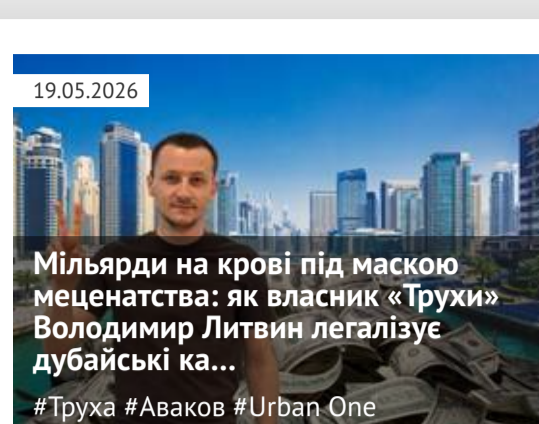 19.05.2026
Мільярди на крові під маскою
меценатства: як власник «Трухи»
Володимир Литвин легалізує
дубайські ка...
#Труха #Аваков #Urban One